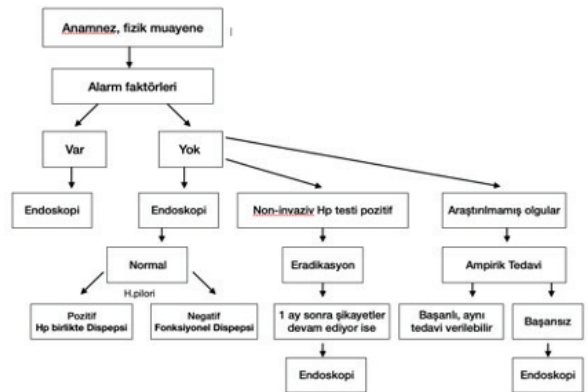 Anamnez, fizik muayene
Alarm faktörleri
Var
Yok
Endoskopi
Endoskopi
Non-invaziv Hp testi pozitif
Araştırılmamış olgular
Normal
Eradikasyon
Ampirik Tedavi
H.pilori
Pozitif
Hp birlikte Dispepsi
Negatif
Fonksiyonel Dispepsi
1 ay sonra şikayetler
devam ediyor ise
Başarılı, aynı
tedavi verilebilir
Başarısız
Endoskopi
Endoskopi